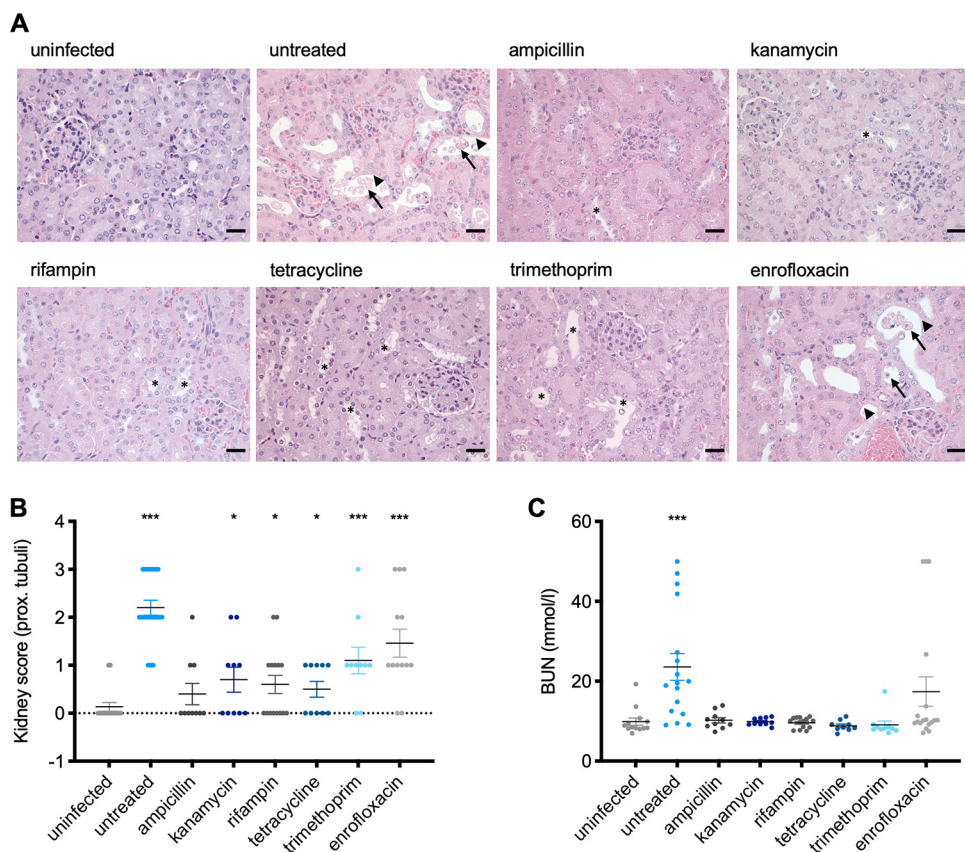 A
uninfected
untreated
ampicillin
kanamycin
*
*
rifampin
tetracycline
trimethoprim
enrofloxacin
* *
*
*
*
*
*
*
B
*** * * * *** ***
4
3
2
1
0
-1
Kidney score (prox. tubuli)
uninfected
untreated
ampicillin
kanamycin
rifampin
tetracycline
trimethoprim
enrofloxacin
C
***
60
40
20
0
BUN (mmol/l)
uninfected
untreated
ampicillin
kanamycin
rifampin
tetracycline
trimethoprim
enrofloxacin